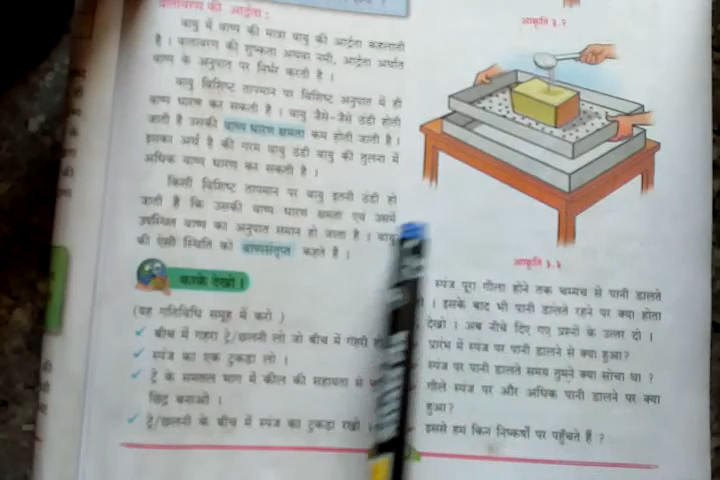 वातावरण की आर्द्रता :
वायु में वाष्प की मात्रा वायु की आर्द्रता कहलाती
है । वातावरण की शुष्कता अथवा नमी, आर्द्रता अर्थात
वाष्प के अनुपात पर निर्भर करती है ।
वायु विशिष्ट तापमान पर विशिष्ट अनुपात में ही
वाष्प धारण कर सकती है । वायु जैसे-जैसे ठंडी होती
जाती है उसकी वाष्प धारण क्षमता कम होती जाती है ।
इसका अर्थ है की गरम वायु ठंडी वायु की तुलना में
अधिक वाष्प धारण कर सकती है ।
किसी विशिष्ट तापमान पर वायु इतनी ठंडी हो
जाती है कि उसकी वाष्प धारण क्षमता एवं उसमें
उपस्थित वाष्प का अनुपात समान हो जाता है । वायु
की ऐसी स्थिति को वाष्पसंतृप्त कहते है ।
करके देखो !
(यह गतिविधि समूह में करो )
✓ बीच में गहरा ट्रे/छलनी लो जो बीच में गहरी
✓ स्पंज का एक टुकड़ा लो ।
✓ ट्रे के समतल भाग में कील की सहायता से
छिद्र बनाओ ।
✓ ट्रे/छलनी के बीच में स्पंज का टुकड़ा रखो
आकृति ३.२
आकृति ३.३
स्पंज पूरा गीला होने तक चम्मच से पानी डालते
। इसके बाद भी पानी डालते रहने पर क्या होता
देखो । अब नीचे दिए गए प्रश्नों के उत्तर दो ।
प्रारंभ में स्पंज पर पानी डालने से क्या हुआ?
स्पंज पर पानी डालते समय तुमने क्या सोचा था ?
गीले स्पंज पर और अधिक पानी डालने पर क्या
हुआ?
इससे हम किन निष्कर्षों पर पहुँचते हैं ?